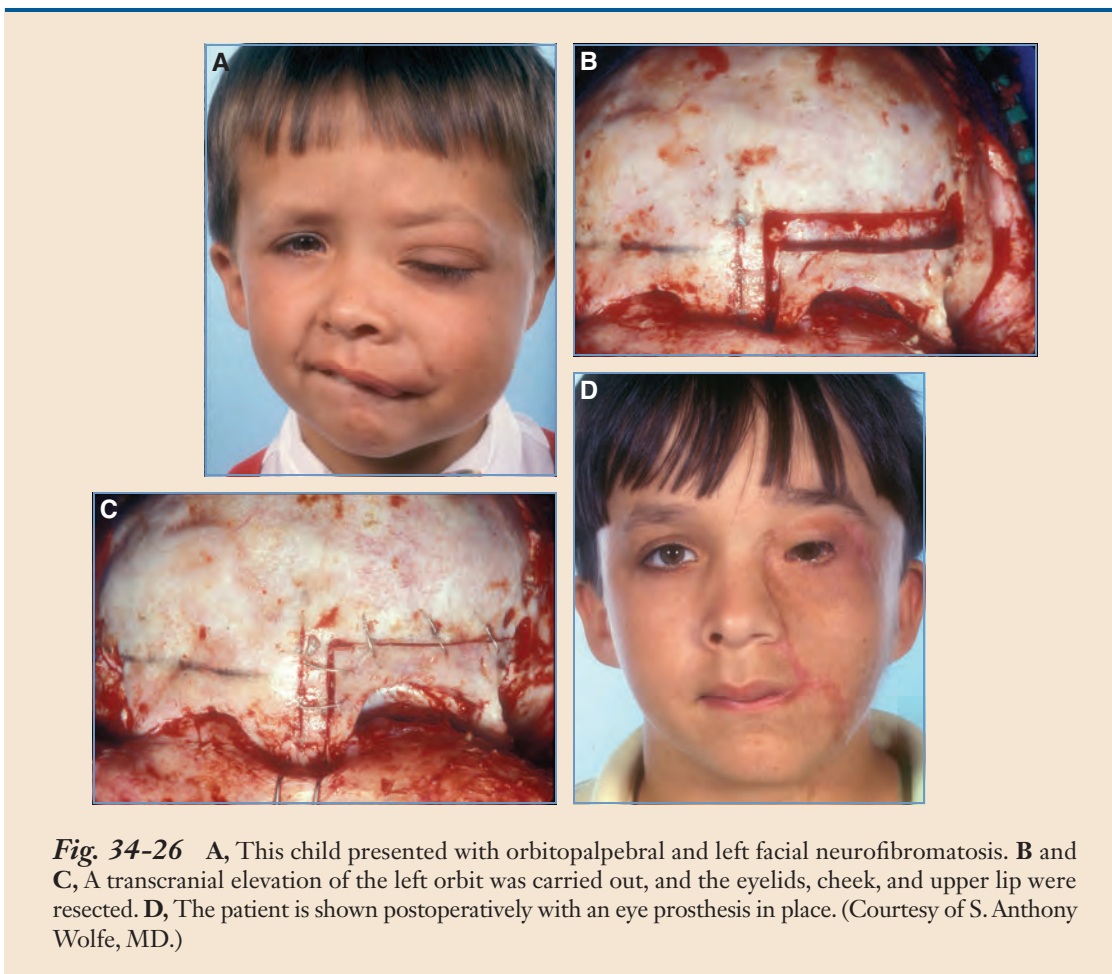 A
B
C
D
Fig. 34-26 A, This child presented with orbitopalpebral and left facial neurofibromatosis. B and
C, A transcranial elevation of the left orbit was carried out, and the eyelids, cheek, and upper lip were
resected. D, The patient is shown postoperatively with an eye prosthesis in place. (Courtesy of S. Anthony
Wolfe, MD.)